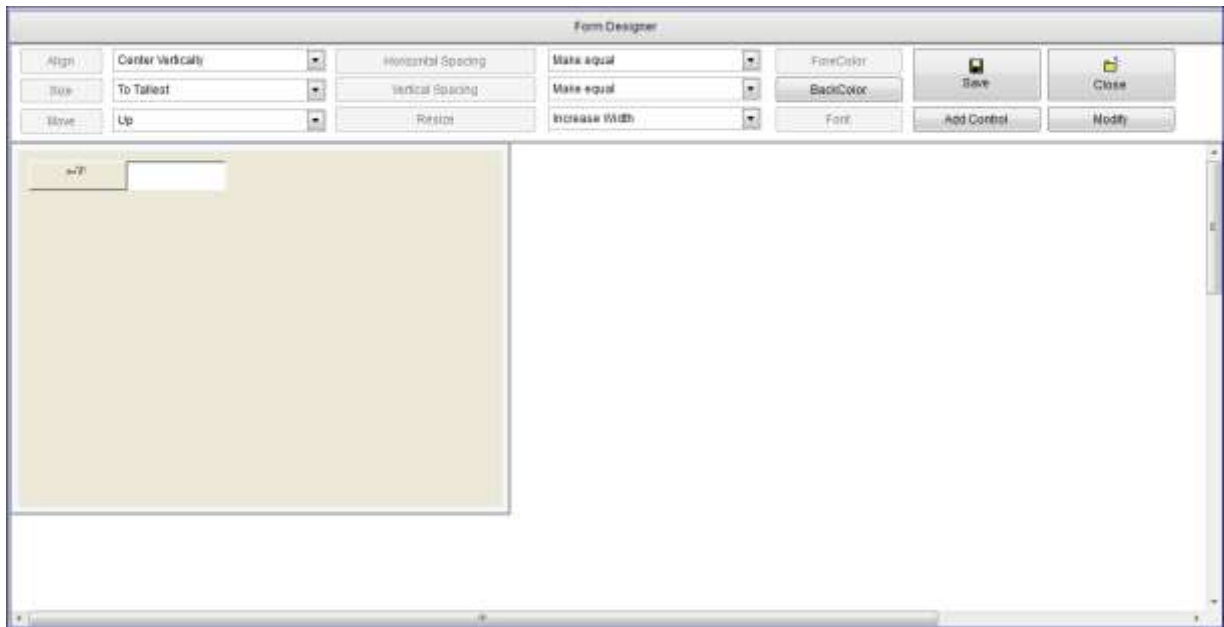 Form Designer
Align Center Vertically Horizontal Spacing Make equal ForeColor Save Close
Size To Tallest Vertical Spacing Make equal BackColor
Move Up Resize Increase Width Font Add Control Modify